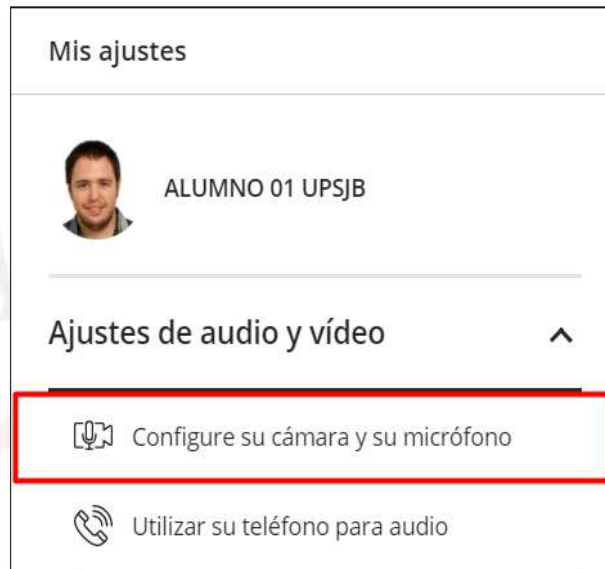 Mis ajustes
ALUMNO 01 UPSJB
Ajustes de audio y vídeo
Configure su cámara y su micrófono
Utilizar su teléfono para audio